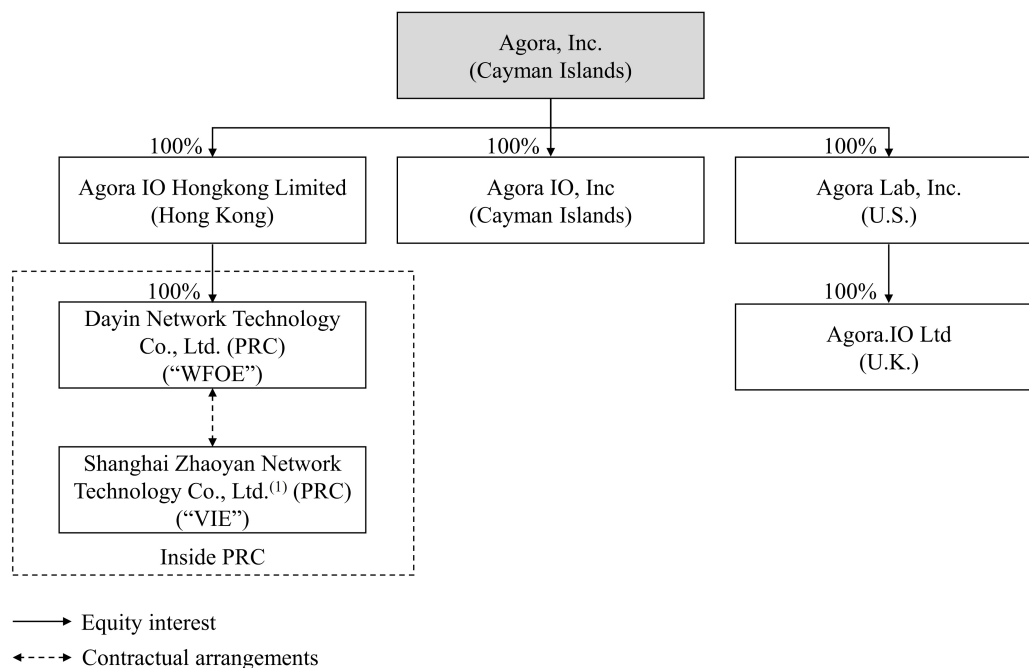 Agora, Inc.
(Cayman Islands)
100%
100%
100%
Agora IO Hongkong Limited
(Hong Kong)
Agora IO, Inc
(Cayman Islands)
Agora Lab, Inc.
(U.S.)
100%
100%
Dayin Network Technology
Co., Ltd. (PRC)
(“WFOE”)
Agora.IO Ltd
(U.K.)
Shanghai Zhaoyan Network
Technology Co., Ltd.(1) (PRC)
(“VIE”)
Inside PRC
Equity interest
Contractual arrangements